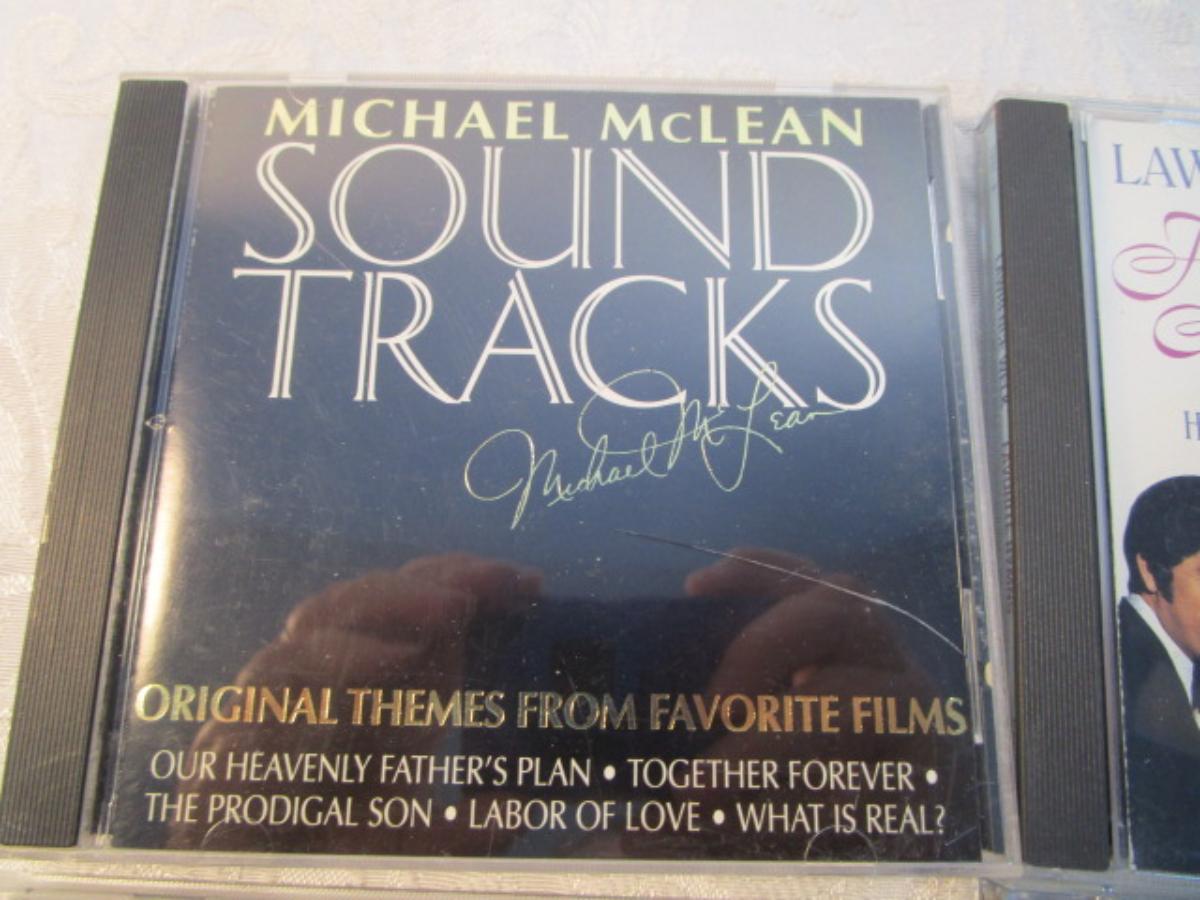 MICHAEL McLEAN
SOUND
TRACKS
Michael McLean
ORIGINAL THEMES FROM FAVORITE FILMS
OUR HEAVENLY FATHER'S PLAN • TOGETHER FOREVER •
THE PRODIGAL SON • LABOR OF LOVE • WHAT IS REAL?
LAW
H